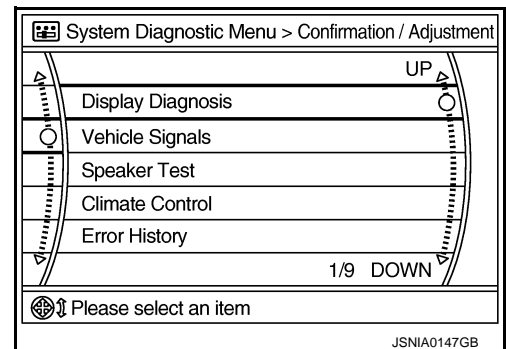 System Diagnostic Menu > Confirmation / Adjustment
UP
Display Diagnosis
Vehicle Signals
Speaker Test
Climate Control
Error History
1/9 DOWN
Please select an item
JSNIA0147GB